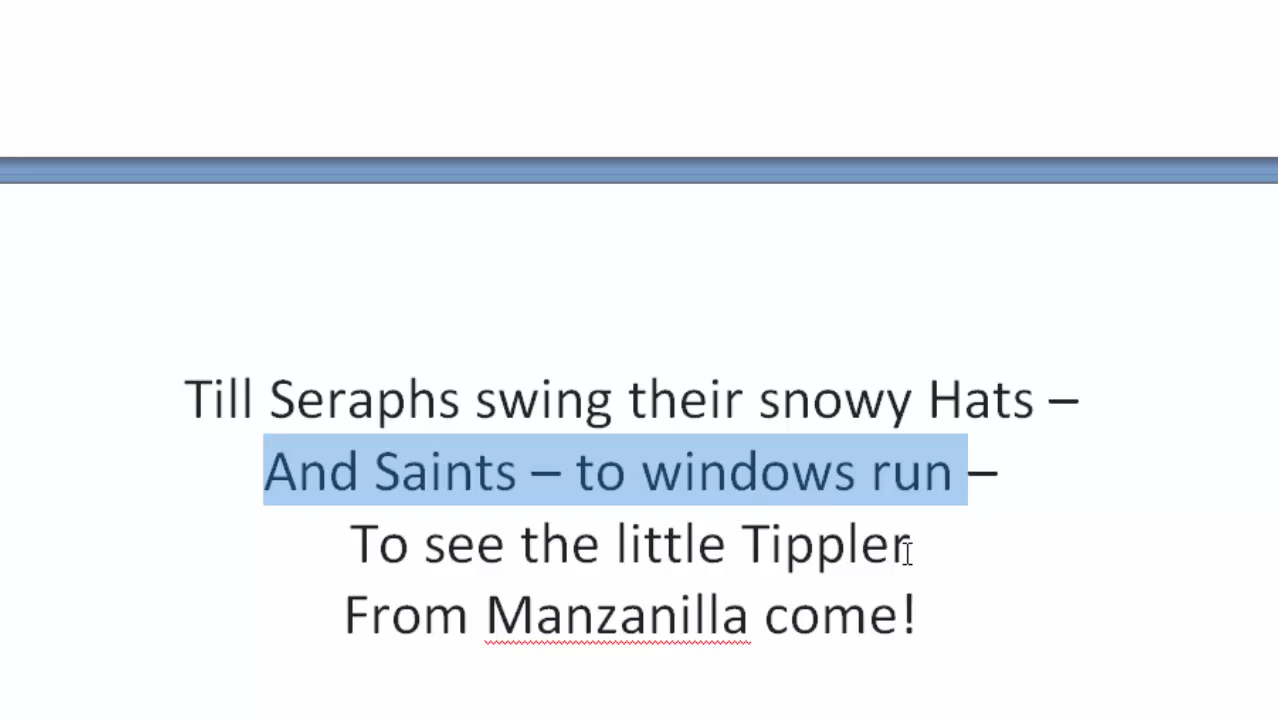 Till Seraphs swing their snowy Hats –
And Saints – to windows run –
To see the little Tippler
From Manzanilla come!